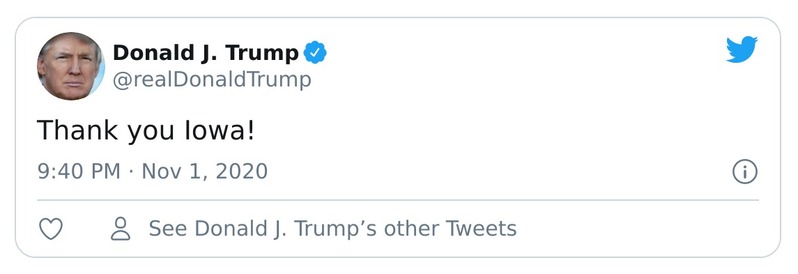 Donald J. Trump
@realDonaldTrump
Thank you Iowa!
9:40 PM · Nov 1, 2020
See Donald J. Trump’s other Tweets